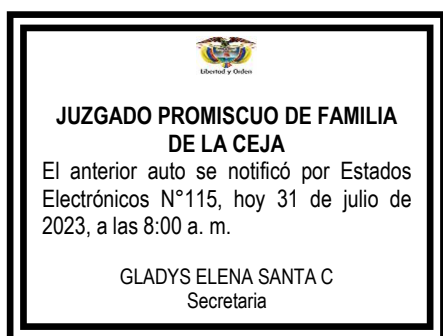 Libertad y Orden
JUZGADO PROMISCUO DE FAMILIA
DE LA CEJA
El anterior auto se notificó por Estados
Electrónicos N°115, hoy 31 de julio de
2023, a las 8:00 a. m.
GLADYS ELENA SANTA C
Secretaria